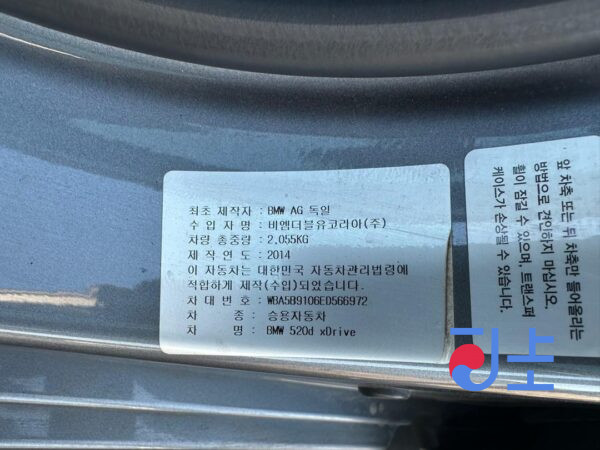 최초 제작자 : BMW AG 독일
수 입 자 명 : 비엠더블유코리아(주)
차량 총중량 : 2,055KG
제 작 연 도 : 2014
이 자동차는 대한민국 자동차관리법령에
적합하게 제작(수입)되었습니다.
차 대 번 호 : WBA5B9106ED566972
차 종 : 승용자동차
차 명 : BMW 520d xDrive
앞 차축 또는 뒤 차축만 들어올리는
방법으로 견인하지 마십시오.
휠이 잠길 수 있으며, 트랜스퍼
케이스가 손상될 수 있습니다.